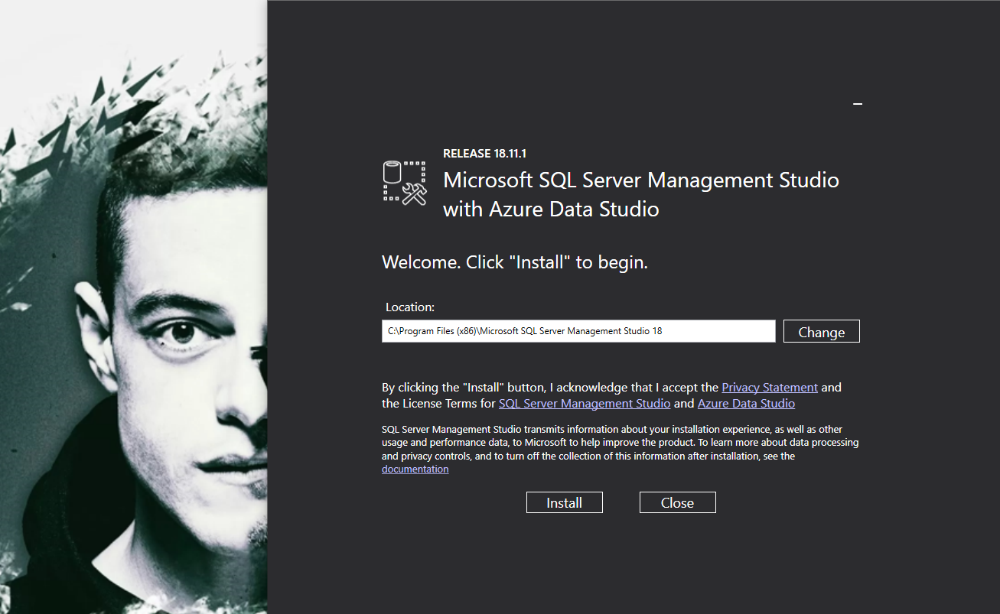 RELEASE 18.11.1
Microsoft SQL Server Management Studio
with Azure Data Studio
Welcome. Click "Install" to begin.
Location:
C:\Program Files (x86)\Microsoft SQL Server Management Studio 18
Change
By clicking the "Install" button, I acknowledge that I accept the Privacy Statement and
the License Terms for SQL Server Management Studio and Azure Data Studio
SQL Server Management Studio transmits information about your installation experience, as well as other
usage and performance data, to Microsoft to help improve the product. To learn more about data processing
and privacy controls, and to turn off the collection of this information after installation, see the
documentation
Install
Close